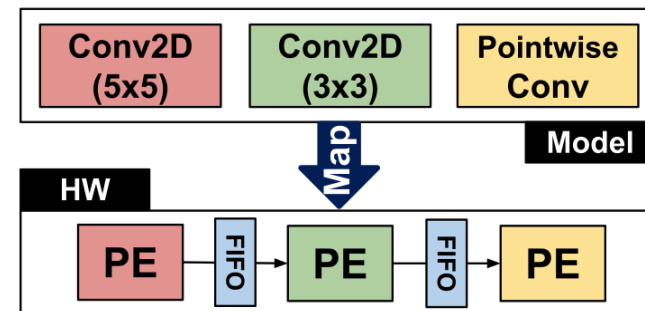 Conv2D
(5x5)
Conv2D
(3x3)
Pointwise
Conv
Map
Model
HW
PE
FIFO
PE
FIFO
PE